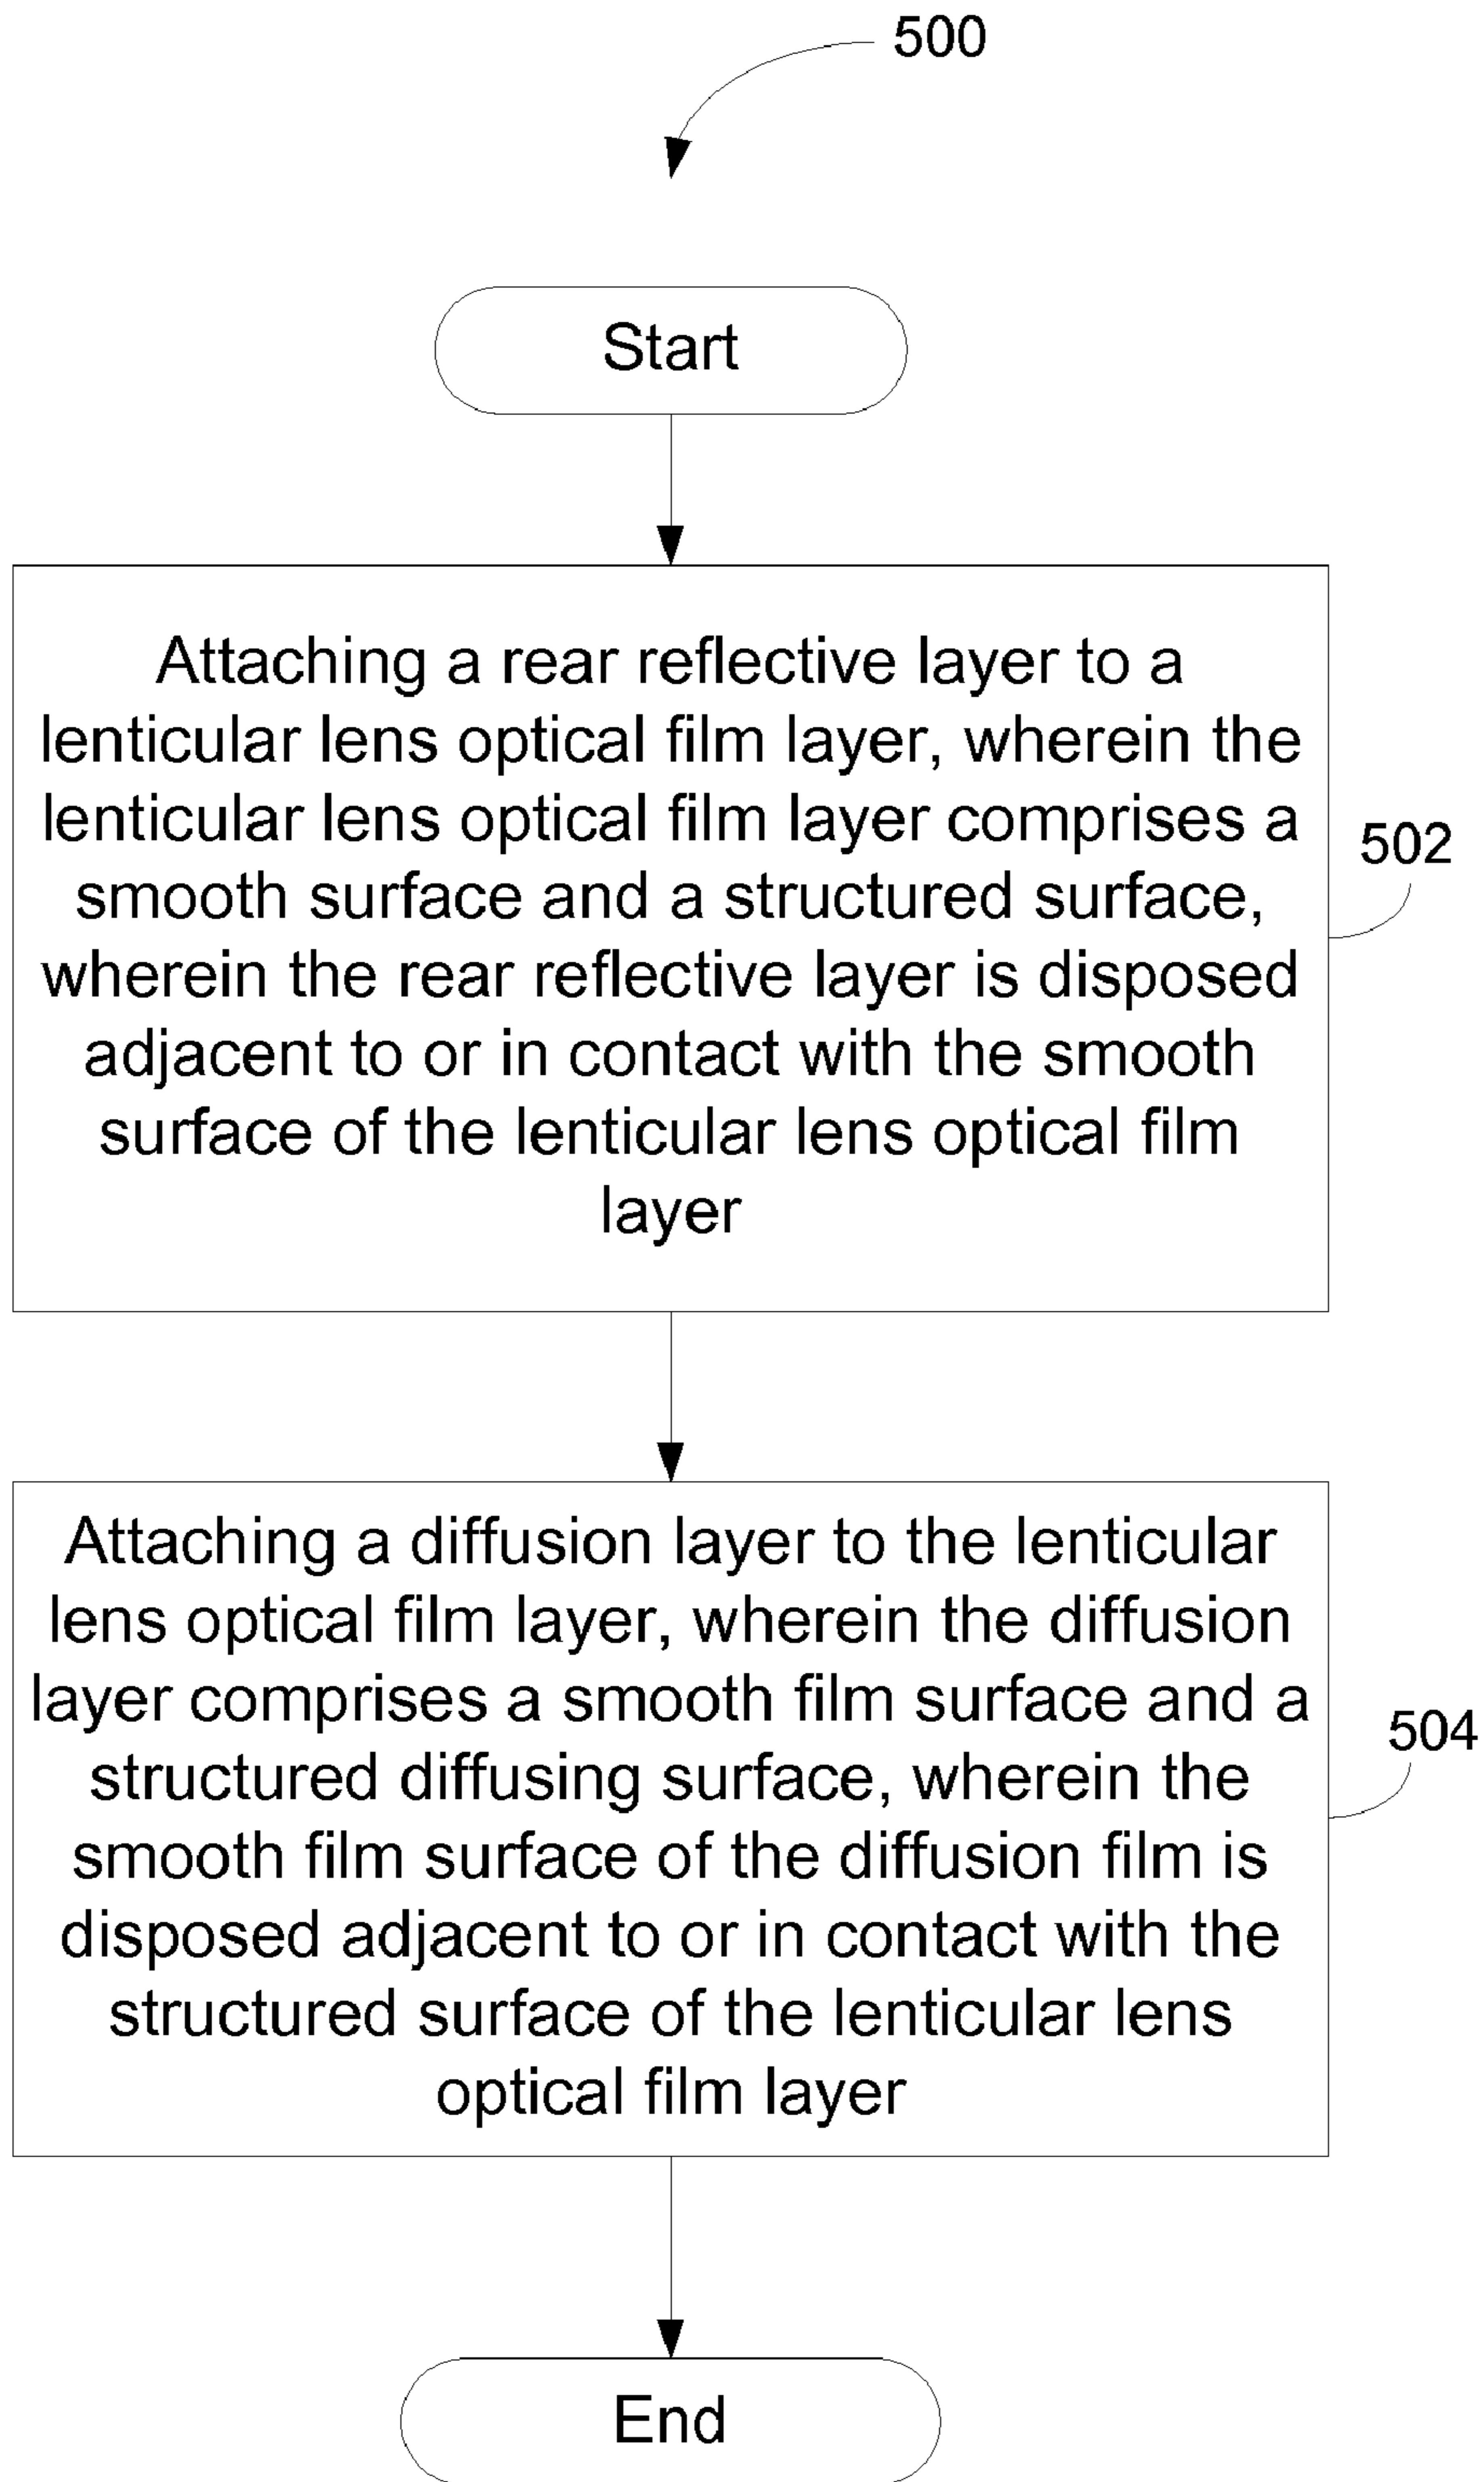 500
Start
Attaching a rear reflective layer to a
lenticular lens optical film layer, wherein the
lenticular lens optical film layer comprises a
smooth surface and a structured surface,
wherein the rear reflective layer is disposed
adjacent to or in contact with the smooth
surface of the lenticular lens optical film
layer
502
Attaching a diffusion layer to the lenticular
lens optical film layer, wherein the diffusion
layer comprises a smooth film surface and a
structured diffusing surface, wherein the
smooth film surface of the diffusion film is
disposed adjacent to or in contact with the
structured surface of the lenticular lens
optical film layer
504
End